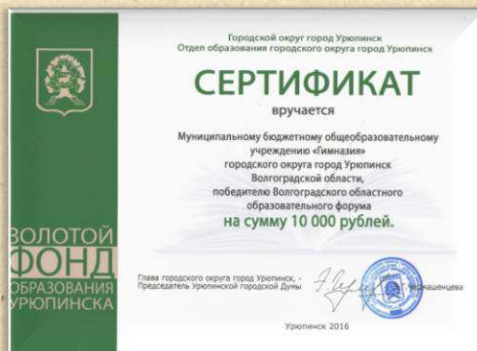 Городской округ город Урюпинск
Отдел образования городского округа город Урюпинск
СЕРТИФИКАТ
вручается
Муниципальному бюджетному общеобразовательному
учреждению «Гимназия»
городского округа город Урюпинск
Волгоградской области,
победителю Волгоградского областного
образовательного форума
на сумму 10 000 рублей.
ЗОЛОТОЙ
ФОНД
ОБРАЗОВАНИЯ
УРЮПИНСКА
Глава городского округа город Урюпинск, -
Председатель Урюпинской городской Думы
Чернашенцева
Урюпинск 2016